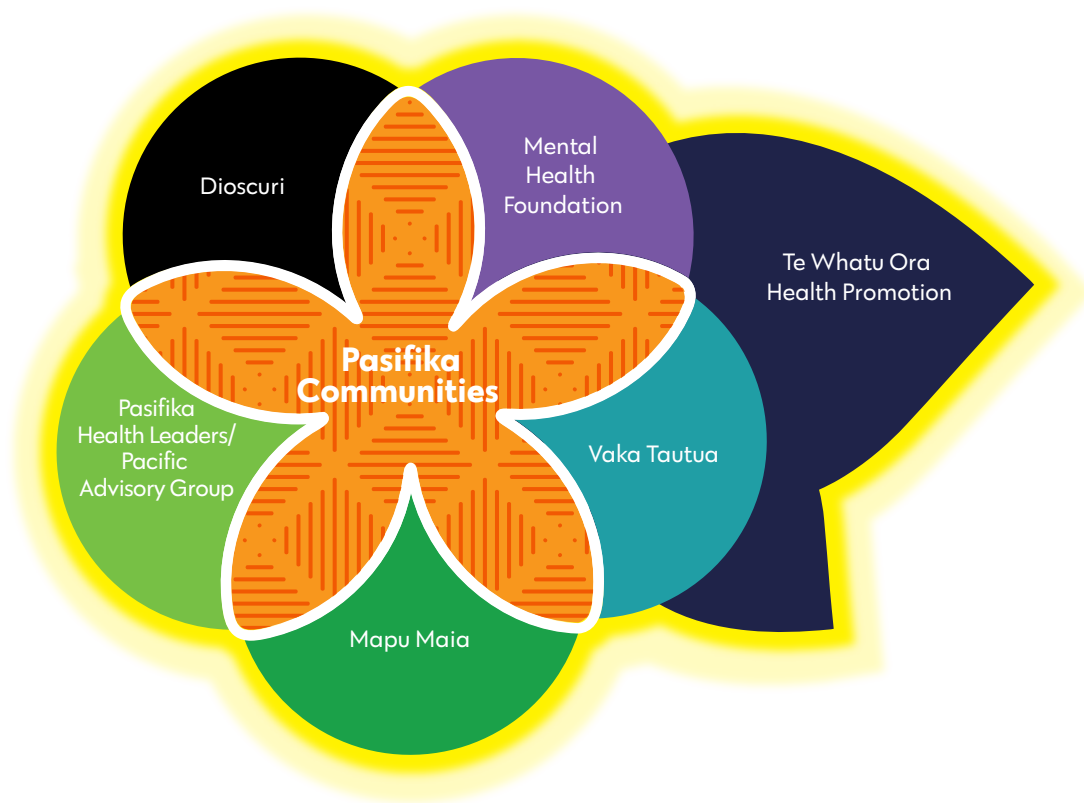 Dioscuri
Mental
Health
Foundation
Te Whatu Ora
Health Promotion
Pasifika
Communities
Pasifika
Health Leaders/
Pacific
Advisory Group
Vaka Tautua
Mapu Maia